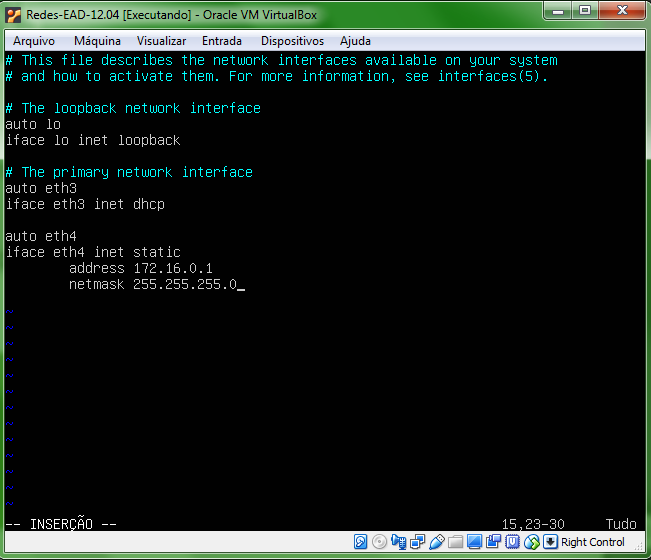 Redes-EAD-12.04 [Executando] - Oracle VM VirtualBox
Arquivo Máquina Visualizar Entrada Dispositivos Ajuda
# This file describes the network interfaces available on your system
# and how to activate them. For more information, see interfaces(5).
# The loopback network interface
auto lo
iface lo inet loopback
# The primary network interface
auto eth3
iface eth3 inet dhcp
auto eth4
iface eth4 inet static
address 172.16.0.1
netmask 255.255.255.0_
~
~
~
~
~
~
~
~
~
~
~
~
~
-- INSERÇÃO -- 15,23-30 Tudo
Right Control